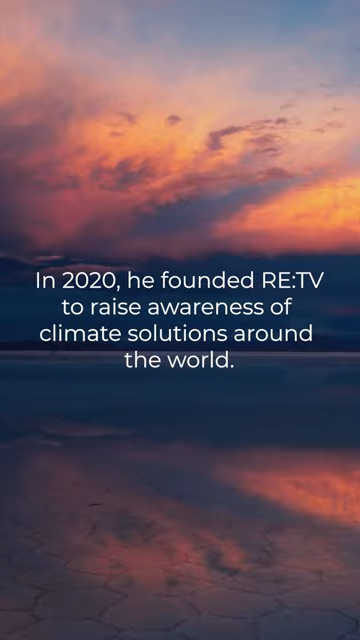 In 2020, he founded RE:TV
to raise awareness of
climate solutions around
the world.